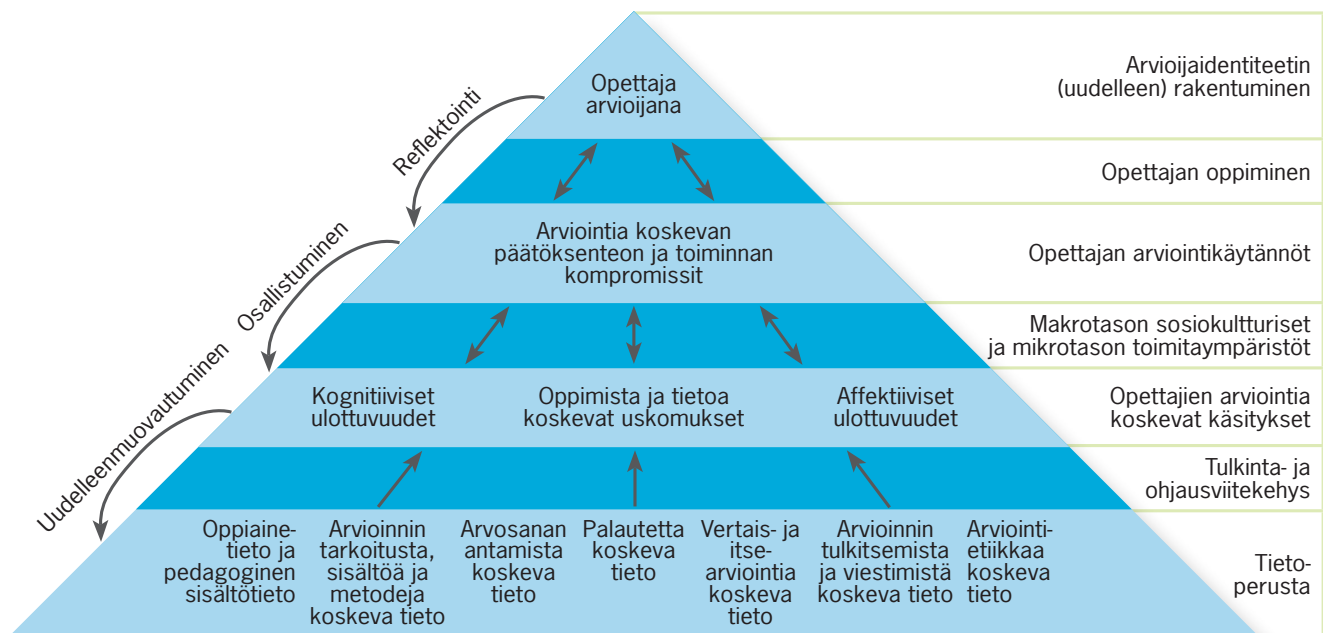 Opettaja
arvioijana
Arvioijaidentiteetin
(uudelleen) rakentuminen
Reflektointi
Opettajan oppiminen
Arviointia koskevan
päätöksenteon ja toiminnan
kompromissit
Opettajan arviointikäytännöt
Osallistuminen
Makrotason sosiokultturiset
ja mikrotason toimitaympäristöt
Kognitiiviset
ulottuvuudet
Oppimista ja tietoa
koskevat uskomukset
Affektiiviset
ulottuvuudet
Opettajien arviointia
koskevat käsitykset
Uudelleenmuovautuminen
Tulkinta- ja
ohjausviitekehys
Oppiaine-
tieto ja
pedagoginen
sisältötieto
Arvioinnin
tarkoitusta,
sisältöä ja
metodeja
koskeva tieto
Arvosanan
antamista
koskeva
tieto
Palautetta
koskeva
tieto
Vertais- ja
itse-
arviointia
koskeva
tieto
Arvioinnin
tulkitsemista
ja viestimistä
koskeva tieto
Arviointi-
etiikkaa
koskeva
tieto
Tieto-
perusta